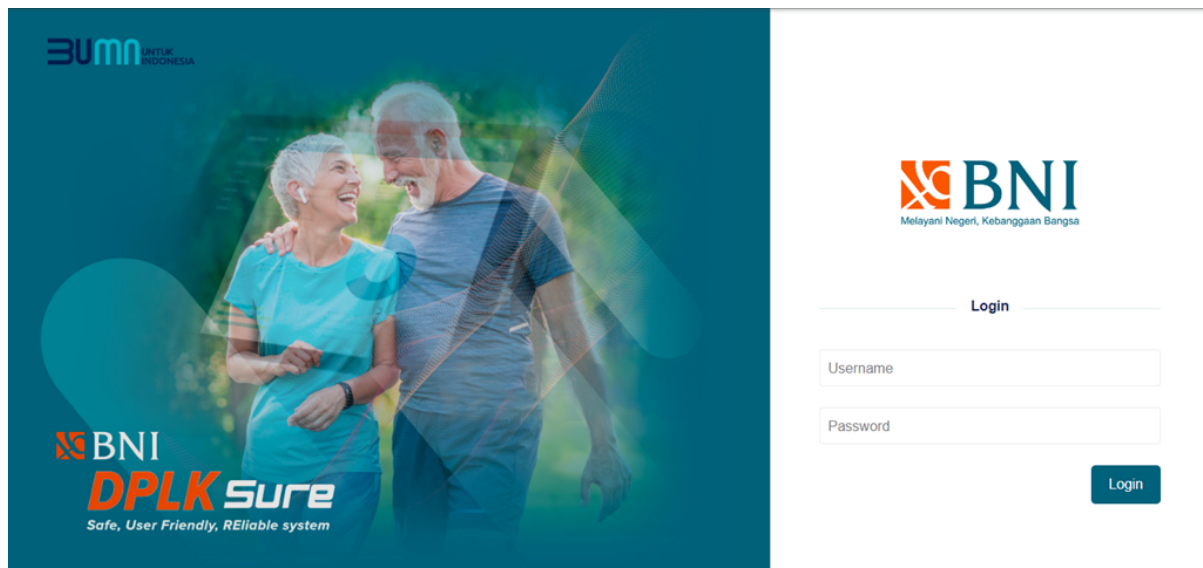 BUMN UNTUK
INDONESIA
BNI
DPLK Sure
Safe, User Friendly, REliable system
BNI
Melayani Negeri, Kebanggaan Bangsa
Login
Username
Password
Login